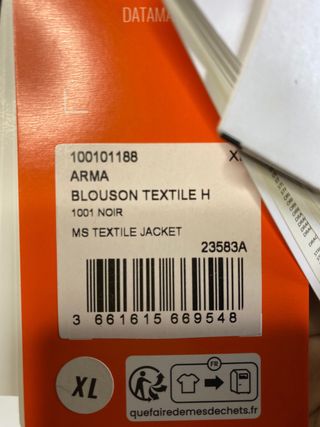 DATAMA
100101188
ARMA
BLOUSON TEXTILE H
1001 NOIR
MS TEXTILE JACKET
23583A
3 661615 669548
XL
FR
quefairedemesdechets.fr